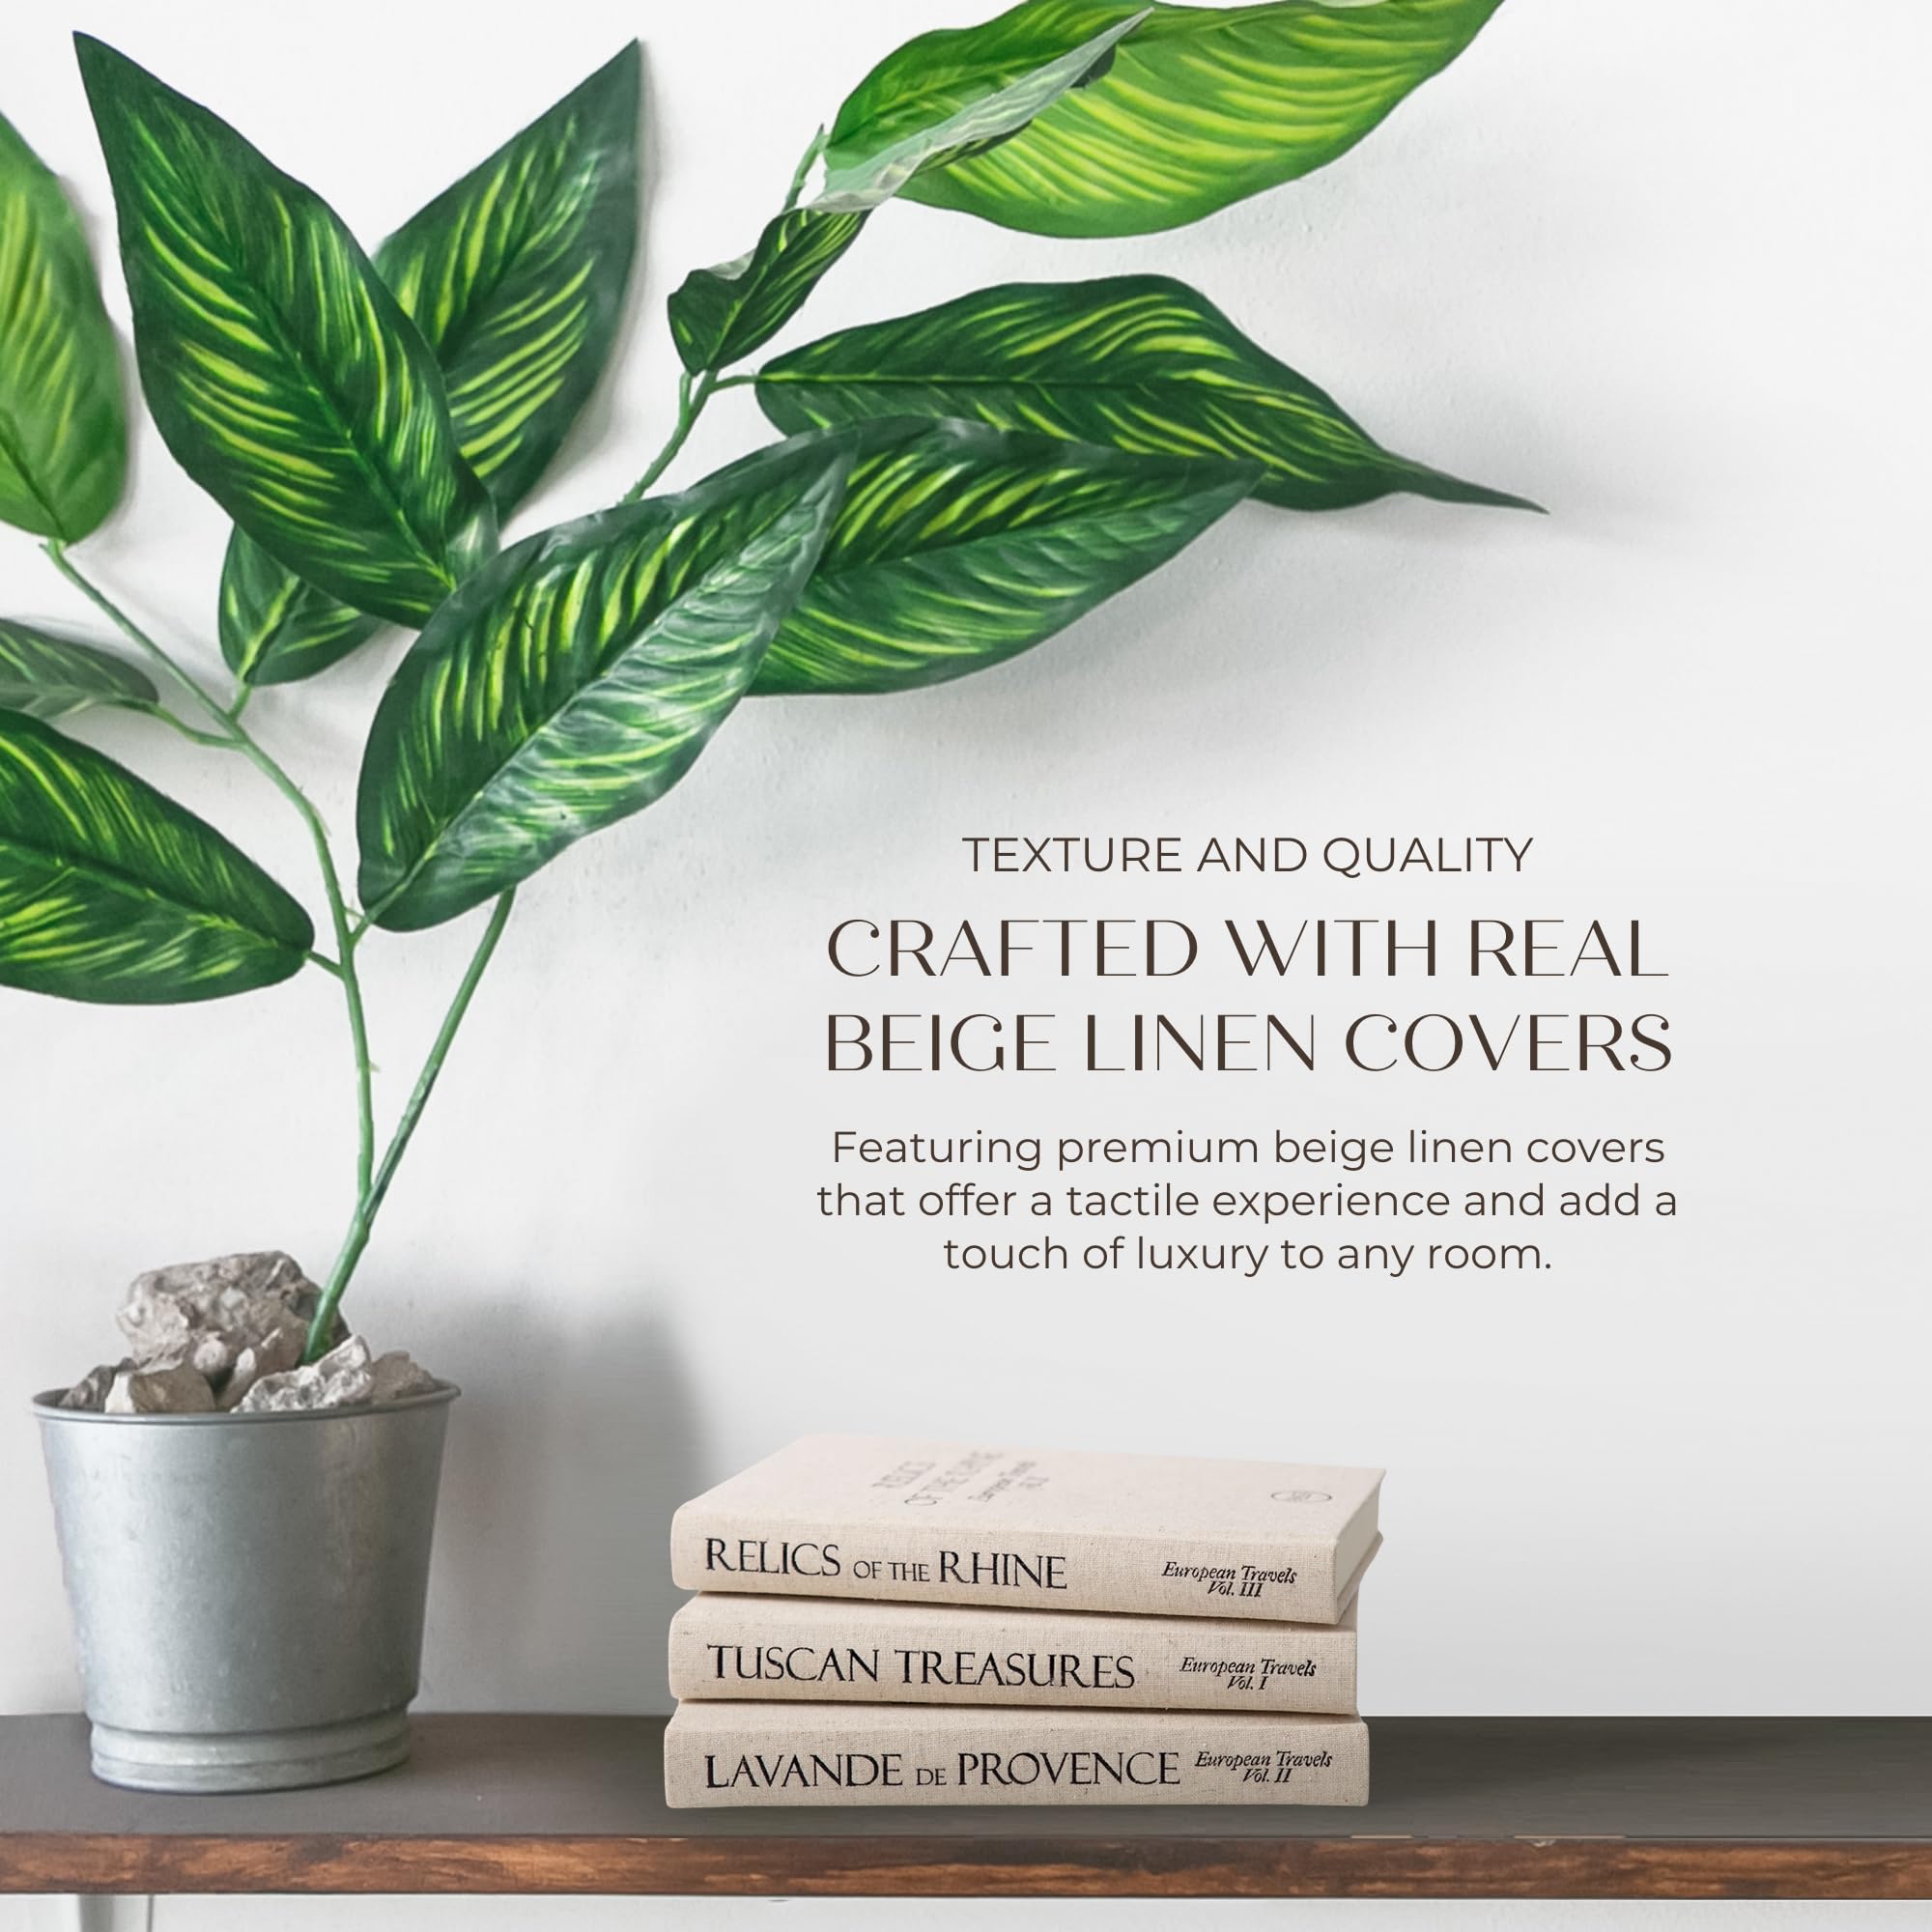 TEXTURE AND QUALITY
CRAFTED WITH REAL
BEIGE LINEN COVERS
Featuring premium beige linen covers
that offer a tactile experience and add a
touch of luxury to any room.
RELICS OF THE RHINE
European Travels
Vol. III
TUSCAN TREASURES
European Travels
Vol. I
LAVANDE DE PROVENCE
European Travels
Vol. II